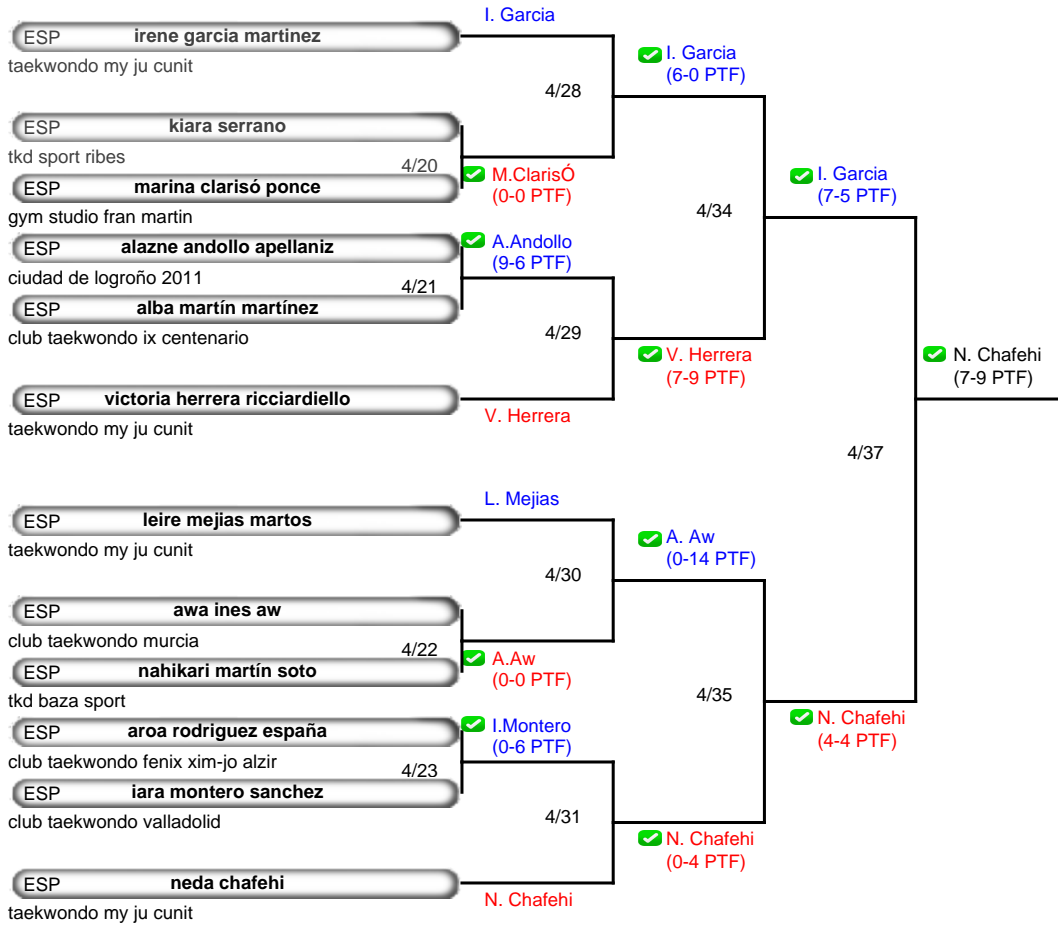 I. Garcia
ESP irene garcia martinez
taekwondo my ju cunit
I. Garcia
(6-0 PTF)
4/28
ESP kiara serrano
tkd sport ribes
4/20
M.ClarisÓ
(0-0 PTF)
ESP marina clarisó ponce
gym studio fran martin
I. Garcia
(7-5 PTF)
4/34
ESP alazne andollo apellaniz
A.Andollo
(9-6 PTF)
ciudad de logroño 2011
4/21
ESP alba martín martínez
club taekwondo ix centenario
4/29
V. Herrera
(7-9 PTF)
N. Chafehi
(7-9 PTF)
ESP victoria herrera ricciardiello
V. Herrera
taekwondo my ju cunit
4/37
L. Mejias
ESP leire mejias martos
taekwondo my ju cunit
A. Aw
(0-14 PTF)
4/30
ESP awa ines aw
club taekwondo murcia
4/22
A.Aw
(0-0 PTF)
ESP nahikari martín soto
tkd baza sport
4/35
N. Chafehi
(4-4 PTF)
ESP aroa rodriguez españa
I.Montero
(0-6 PTF)
club taekwondo fenix xim-jo alzir
4/23
ESP iara montero sanchez
club taekwondo valladolid
4/31
N. Chafehi
(0-4 PTF)
ESP neda chafehi
N. Chafehi
taekwondo my ju cunit